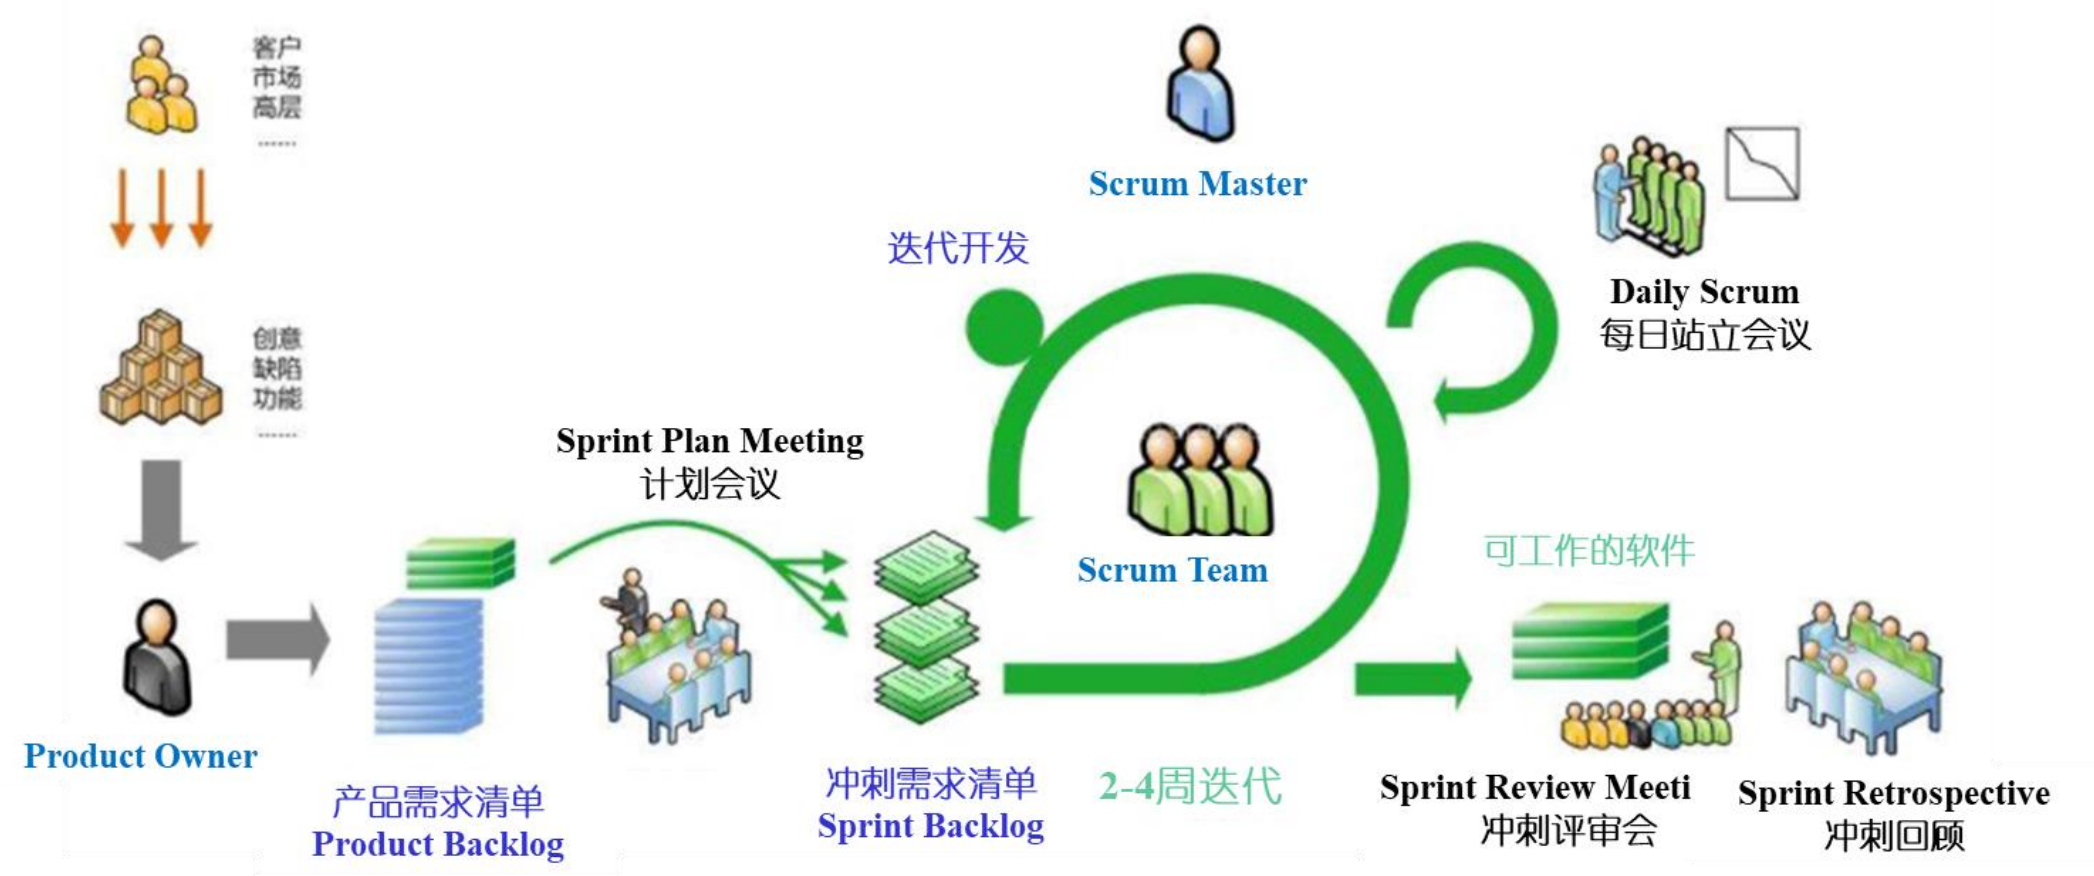 客户
市场
高层
......
创意
缺陷
功能
......
Product Owner
产品需求清单
Product Backlog
Sprint Plan Meeting
计划会议
冲刺需求清单
Sprint Backlog
迭代开发
Scrum Master
Scrum Team
2-4周迭代
Daily Scrum
每日站立会议
可工作的软件
Sprint Review Meeti
冲刺评审会
Sprint Retrospective
冲刺回顾